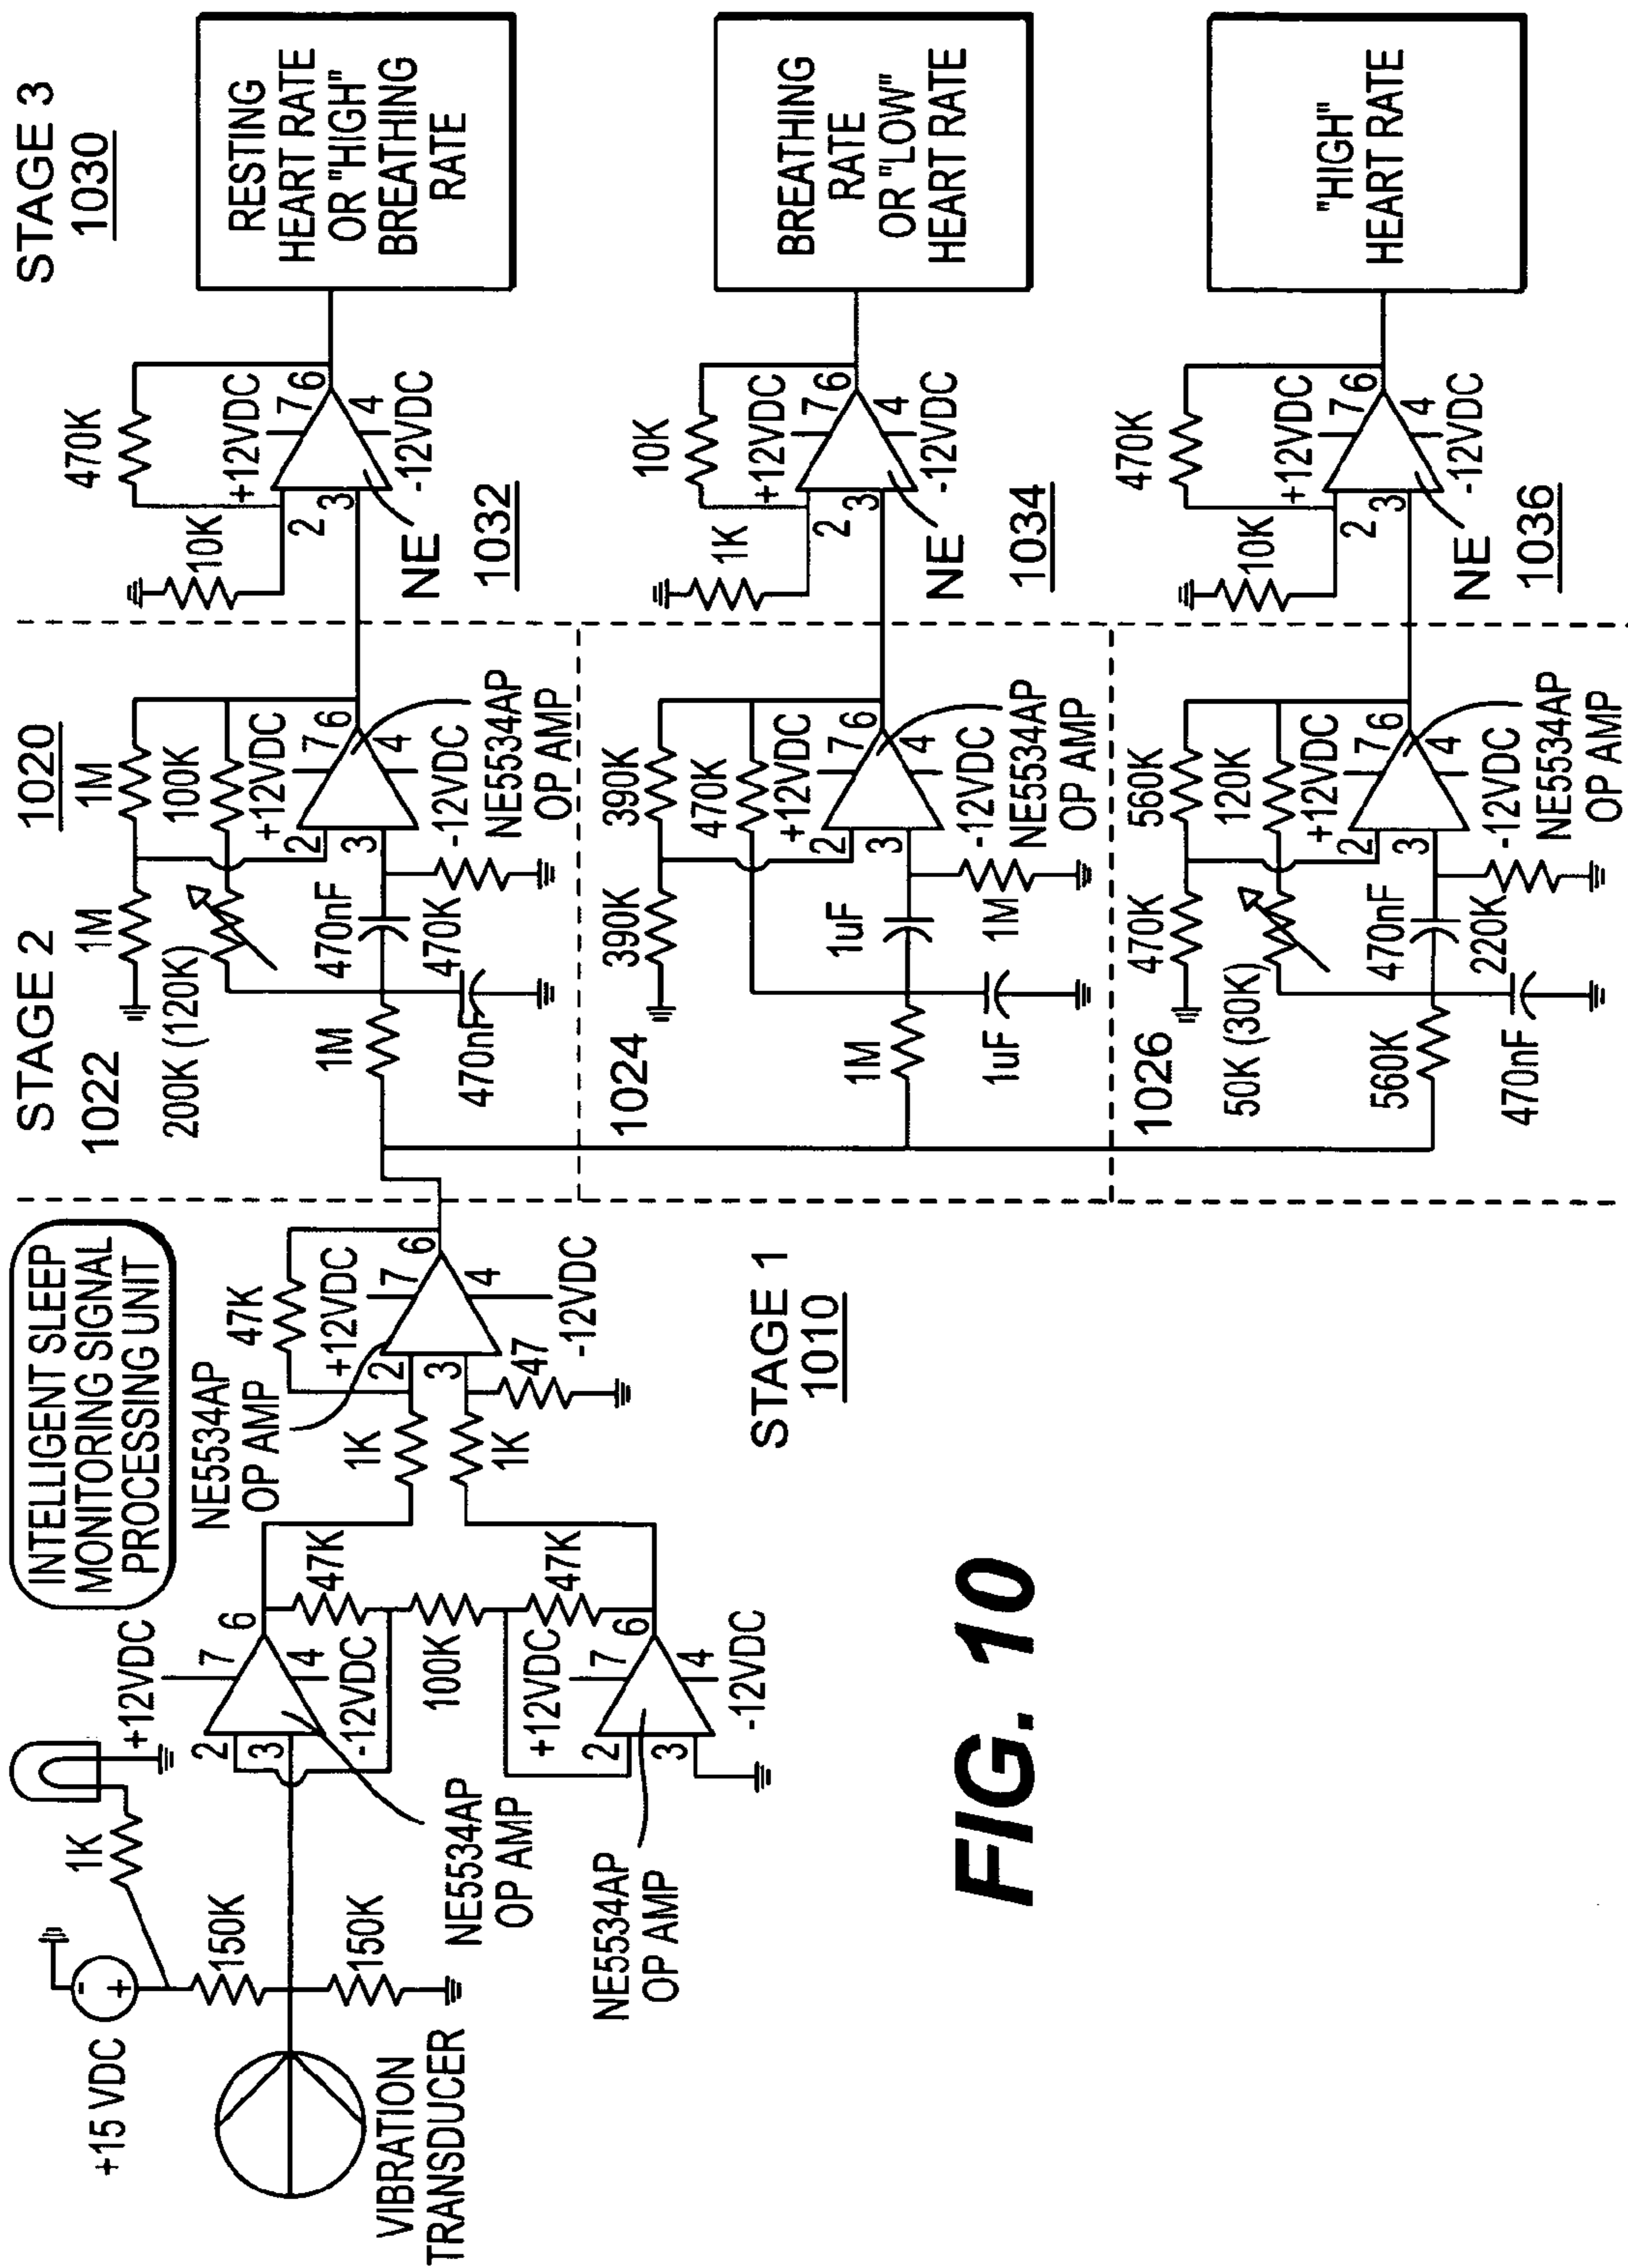 INTELLIGENT SLEEP
MONITORING SIGNAL
PROCESSING UNIT
+15 VDC
-
+
1K
150K
150K
VIBRATION
TRANSDUCER
+12VDC
2
3
7
6
4
-12VDC
NE5534AP
OP AMP
47K
100K
47K
+12VDC
2
3
7
6
4
-12VDC
NE5534AP
OP AMP
NE5534AP
OP AMP
1K
1K
47K
+12VDC
2
3
7
6
4
47
-12VDC
STAGE 1
1010
STAGE 2
1020
1022
1M
1M
200K (120K)
100K
+12VDC
1M
470nF
470nF
470K
2
3
7
6
4
-12VDC
NE5534AP
OP AMP
1024
390K
390K
470K
+12VDC
1M
1uF
1uF
1M
2
3
7
6
4
-12VDC
NE5534AP
OP AMP
1026
470K
560K
50K (30K)
120K
+12VDC
560K
470nF
470nF
220K
2
3
7
6
4
-12VDC
NE5534AP
OP AMP
STAGE 3
1030
470K
10K
+12VDC
2
3
7
6
4
-12VDC
NE
1032
RESTING
HEART RATE
OR "HIGH"
BREATHING
RATE
10K
1K
+12VDC
2
3
7
6
4
-12VDC
NE
1034
BREATHING
RATE
OR "LOW"
HEART RATE
470K
10K
+12VDC
2
3
7
6
4
-12VDC
NE
1036
"HIGH"
HEART RATE
FIG. 10